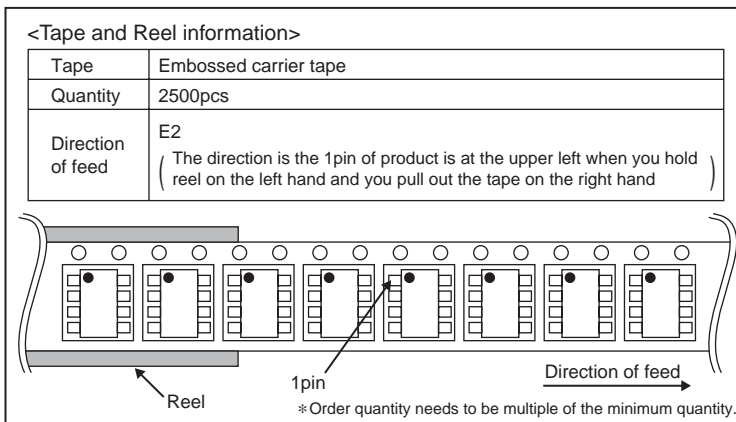 <Tape and Reel information>
Tape Embossed carrier tape
Quantity 2500pcs
Direction of feed E2
( The direction is the 1pin of product is at the upper left when you hold
reel on the left hand and you pull out the tape on the right hand )
Direction of feed
1pin
Reel
*Order quantity needs to be multiple of the minimum quantity.